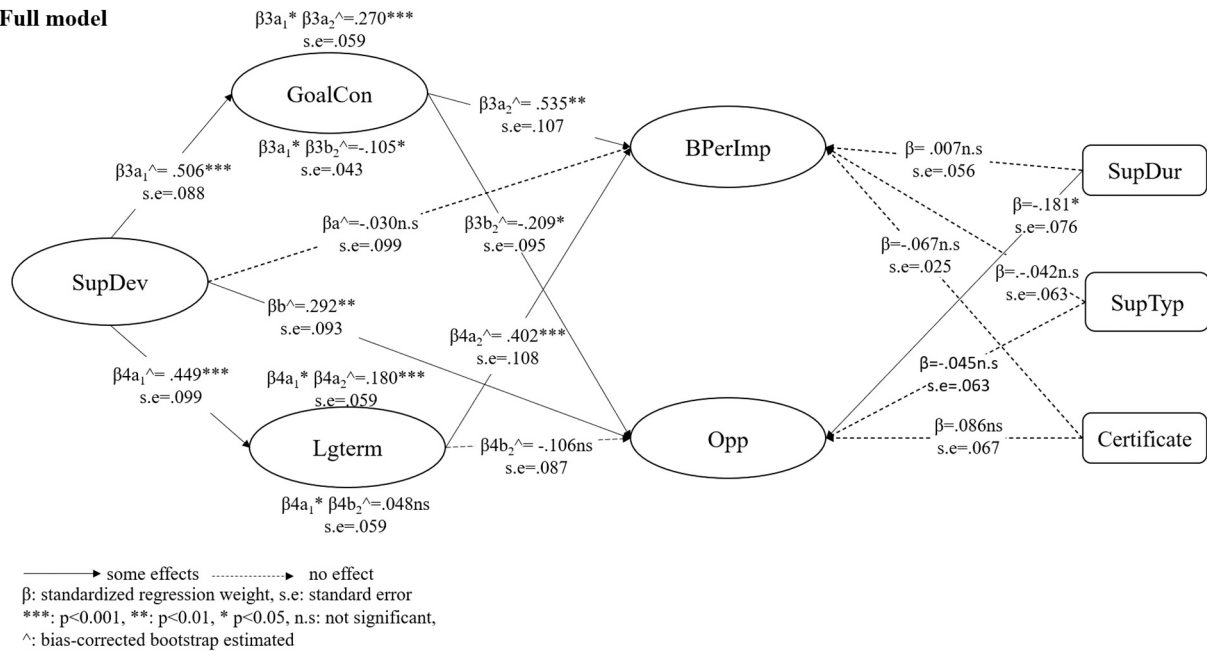 Full model
β3a₁* β3a₂^=.270***
s.e=.059
GoalCon
β3a₁* β3b₂^=-.105*
s.e=.043
β3a₂^= .535**
s.e=.107
BPerImp
β= .007n.s
s.e=.056
SupDur
β3a₁^= .506***
s.e=.088
βa^=-.030n.s
s.e=.099
β3b₂^=-.209*
s.e=.095
β=-.181*
s.e=.076
β=-.067n.s
s.e=.025
SupDev
β=.-.042n.s
s.e=.063
SupTyp
βb^=.292**
s.e=.093
β4a₂^= .402***
s.e=.108
β4a₁^= .449***
s.e=.099
β4a₁* β4a₂^=.180***
s.e=.059
β=-.045n.s
s.e=.063
Lgterm
β4b₂^= -.106ns
s.e=.087
Opp
β=.086ns
s.e=.067
Certificate
β4a₁* β4b₂^=.048ns
s.e=.059
some effects
no effect
β: standardized regression weight, s.e: standard error
***: p<0.001, **: p<0.01, * p<0.05, n.s: not significant,
^: bias-corrected bootstrap estimated